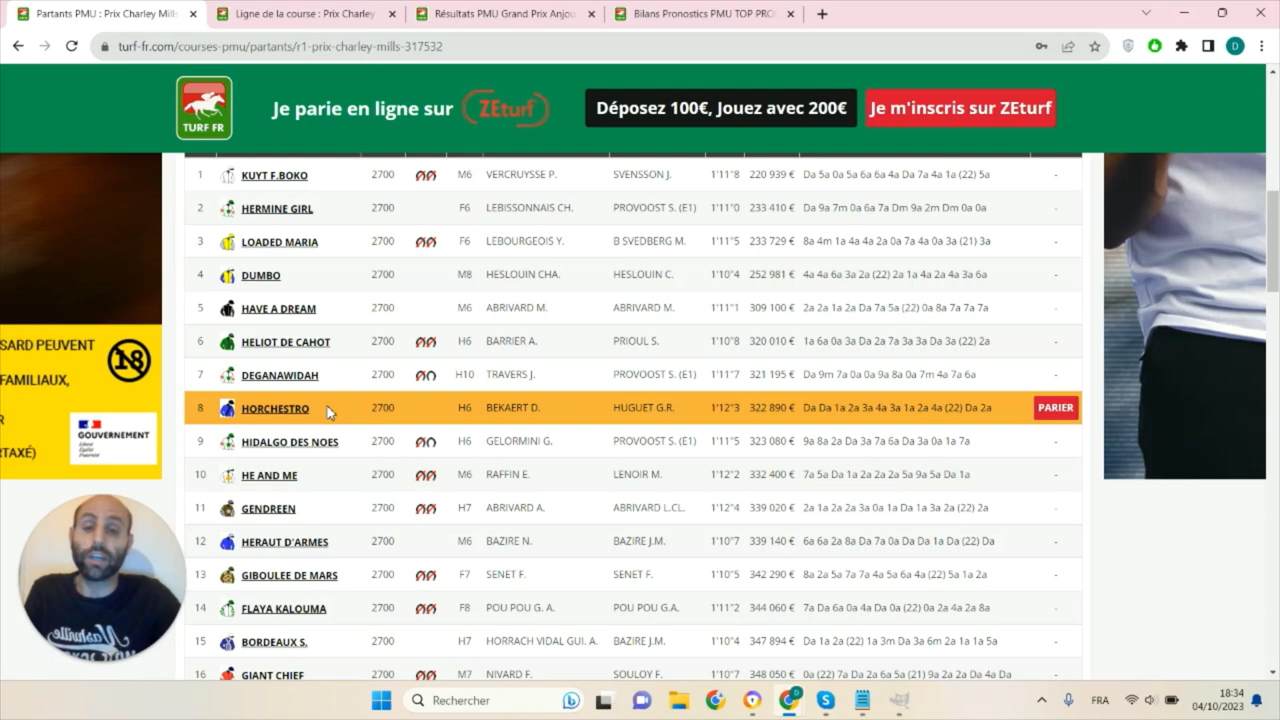 Partants PMU : Prix Charley Mills
Ligne de la course : Prix Charley
Résultats PMU Grand Prix Anjou
Bilans Pronostics PMU TOP PRO
turf-fr.com/courses-pmu/partants/r1-prix-charley-mills-317532
D
TURF FR
Je parie en ligne sur ZEturf
Déposez 100€, Jouez avec 200€
Je m'inscris sur ZEturf
1 KUYT F.BOKO 2700 M6 VERCRUYSSE P. SVENSSON J. 1'11"8 220 939 € Da 5a 0a 5a 6a 6a 4a Da 7a 4a 1a (22) 5a -
2 HERMINE GIRL 2700 F6 LEBISSONNAIS CH. PROVOOST S. (E1) 1'11"0 233 410 € Da 9a 7m 0a 6a 7a Dm 9a 2m Dm 0a 0a -
3 LOADED MARIA 2700 F6 LEBOURGEOIS Y. B SVEDBERG M. 1'11"5 233 729 € 8a 4m 1a 4a 4a 2a 0a 7a 4a 0a 3a (21) 3a -
4 DUMBO 2700 M8 HESLOUIN CHA. HESLOUIN C. 1'10"4 252 981 € 4a 4a 6a 3a 2a (22) 2a 1a 4a 2a 4a 3a 6a -
5 HAVE A DREAM 2700 M6 ABRIVARD M. ABRIVARD M. 1'11"1 309 100 € 2a 2a 1a 2a Da 7a 5a (22) 0a 8a 7a 7a 7a -
6 HELIOT DE CAHOT 2700 H6 BARRIER A. PRIOUL S. 1'10"8 320 010 € 1a 6a 0a 3a Da 2a 7a 3a 3a Da 3a (22) 2a -
7 DEGANAWIDAH 2700 H10 TRAVERS J. PROVOOST S. (E1) 1'11"7 321 195 € Da 9m 7a 0a 0a 9a 8a 0a 7m 4a 7a 6a -
8 HORCHESTRO 2700 H6 BEKAERT D. HUGUET G.R. 1'12"3 322 890 € Da Da 1a 2a 3a 4a 3a 1a 2a 4a (22) Da 2a PARIER
9 HIDALGO DES NOES 2700 H6 GELORMINI G. PROVOOST S. (E1) 1'11"5 323 080 € 9a 8a 2a Da 3a 7a 6a Da 3a 0a 1a 7a -
10 HE AND ME 2700 M6 RAFFIN E. LENOIR M. 1'12"2 332 400 € 7a 5a Da 1a 2a 2a 2a 5a 9a 5a Da 1a -
11 GENDREEN 2700 H7 ABRIVARD A. ABRIVARD L.CL. 1'12"4 339 020 € 2a 1a 2a 2a 3a 0a 1a Da 1a 3a 2a (22) 2a -
12 HERAUT D'ARMES 2700 M6 BAZIRE N. BAZIRE J.M. 1'10"7 339 140 € 6a 6a 2a 8a Da 7a 0a Da Da 1a Da (22) Da -
13 GIBOULEE DE MARS 2700 F7 SENET F. SENET F. 1'10"5 342 290 € 8a 2a 5a 7a 7a 4a 5a 6a 4a (22) 5a 1a 2a -
14 FLAYA KALOUMA 2700 F8 POU POU G. A. POU POU G.A. 1'11"2 344 060 € 7a Da 6a 0a 4a Da 0a (22) 0a 2a 4a 2a 8a -
15 BORDEAUX S. 2700 H7 HORRACH VIDAL GUI. A. BAZIRE J.M. 1'10"4 347 894 € Da Da 2a (22) 1a 3m Da 3a 6m 2a 1a 1a 5a -
16 GIANT CHIEF 2700 M7 NIVARD F. SOULOY F. 1'10"7 348 050 € 0a (22) 7a Da 2a 6a 5a (21) 9a 2a 2a Da 4a Da -
SARD PEUVENT
FAMILIAUX,
R
TAXÉ)
18
GOUVERNEMENT
Liberté
Égalité
Fraternité
Nashville
Rechercher
FRA
18:34
04/10/2023